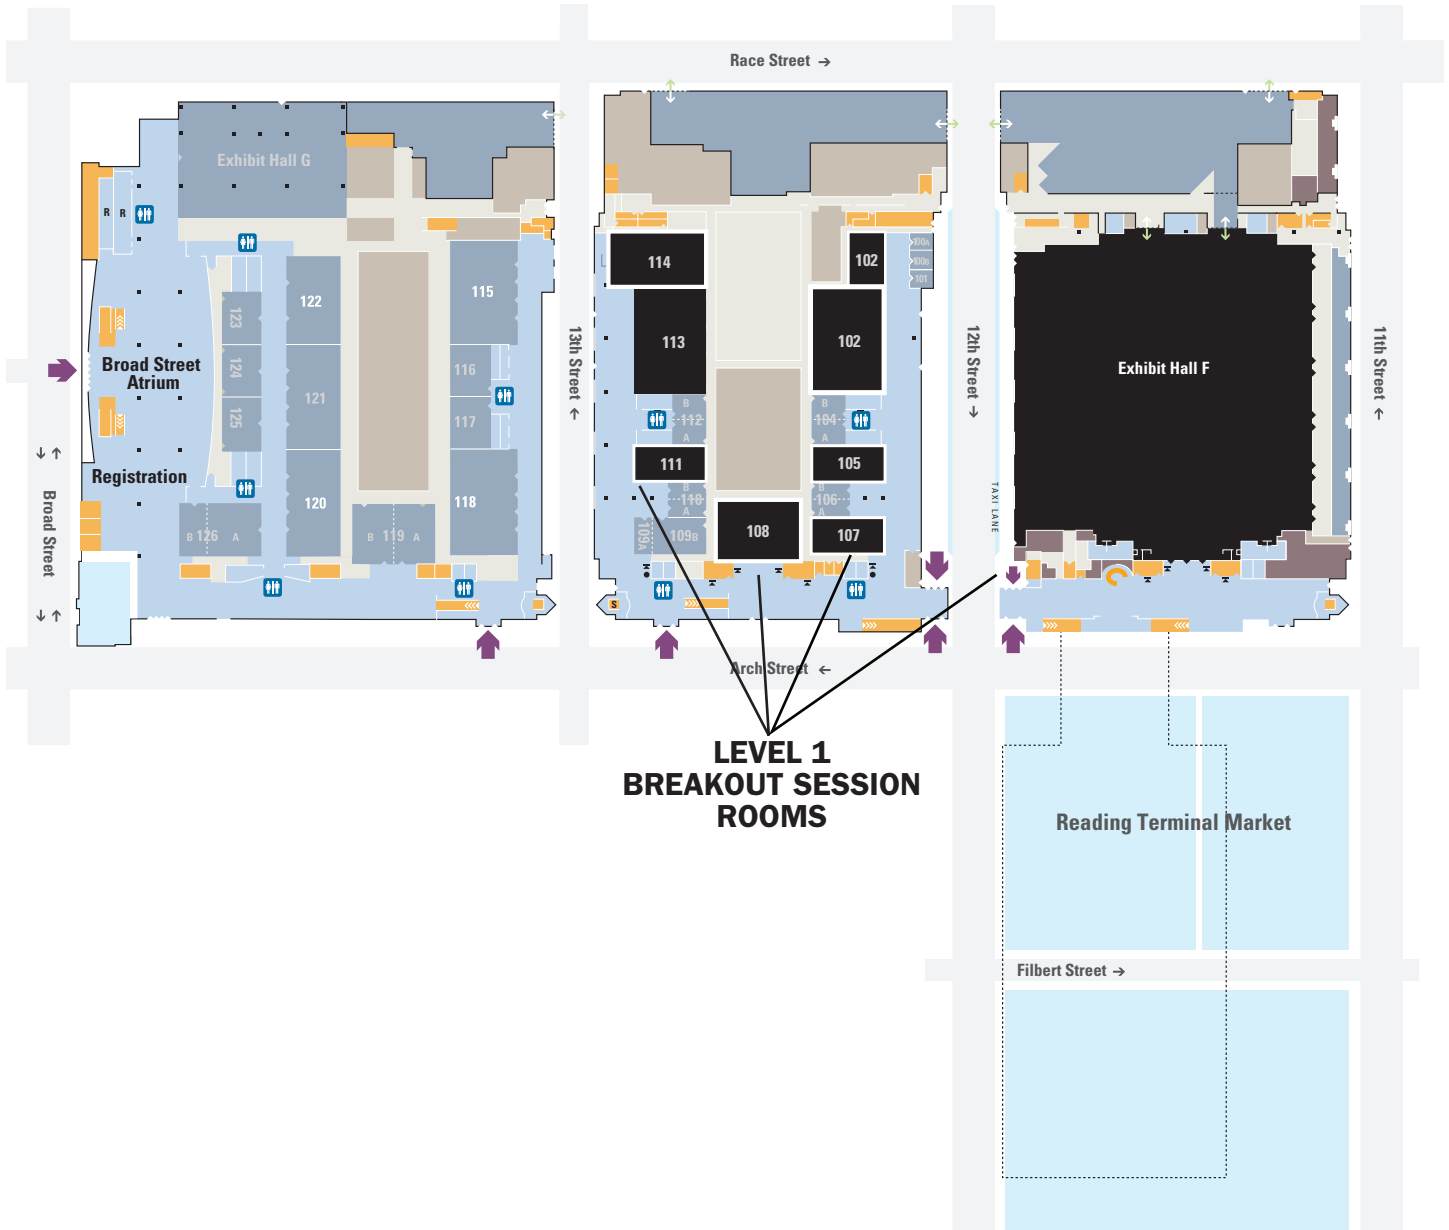 Race Street →
Exhibit Hall G
R R
114
102
100A
100B
101
122
115
123
113
102
13th Street ←
12th Street →
11th Street ←
Broad Street
Atrium
124
121
116
Exhibit Hall F
125
117
B
112
A
B
104
A
Registration
111
105
Broad Street
120
118
B
110
A
B
106
A
TAXI LANE
B 126 A
B 119 A
109A
109B
108
107
S
Arch Street ←
LEVEL 1
BREAKOUT SESSION
ROOMS
Reading Terminal Market
Filbert Street →